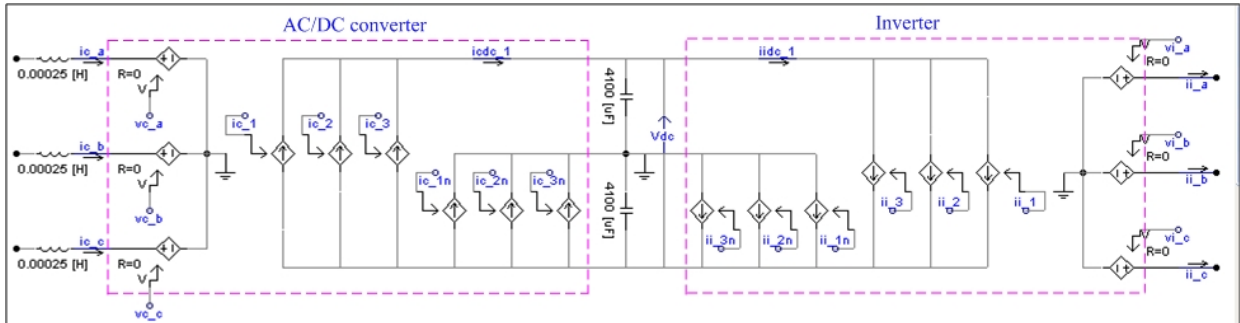 AC/DC converter
Inverter
ic_a
0.00025 [H]
R=0
V
vc_a
ic_b
0.00025 [H]
R=0
V
vc_b
ic_c
0.00025 [H]
R=0
V
vc_c
icdc_1
ic_1
ic_2
ic_3
ic_1n
ic_2n
ic_3n
4100
[uF]
4100
[uF]
Vdc
iidc_1
ii_3
ii_2
ii_1
ii_3n
ii_2n
ii_1n
V
vi_a
R=0
ii_a
V
vi_b
R=0
ii_b
V
vi_c
R=0
ii_c